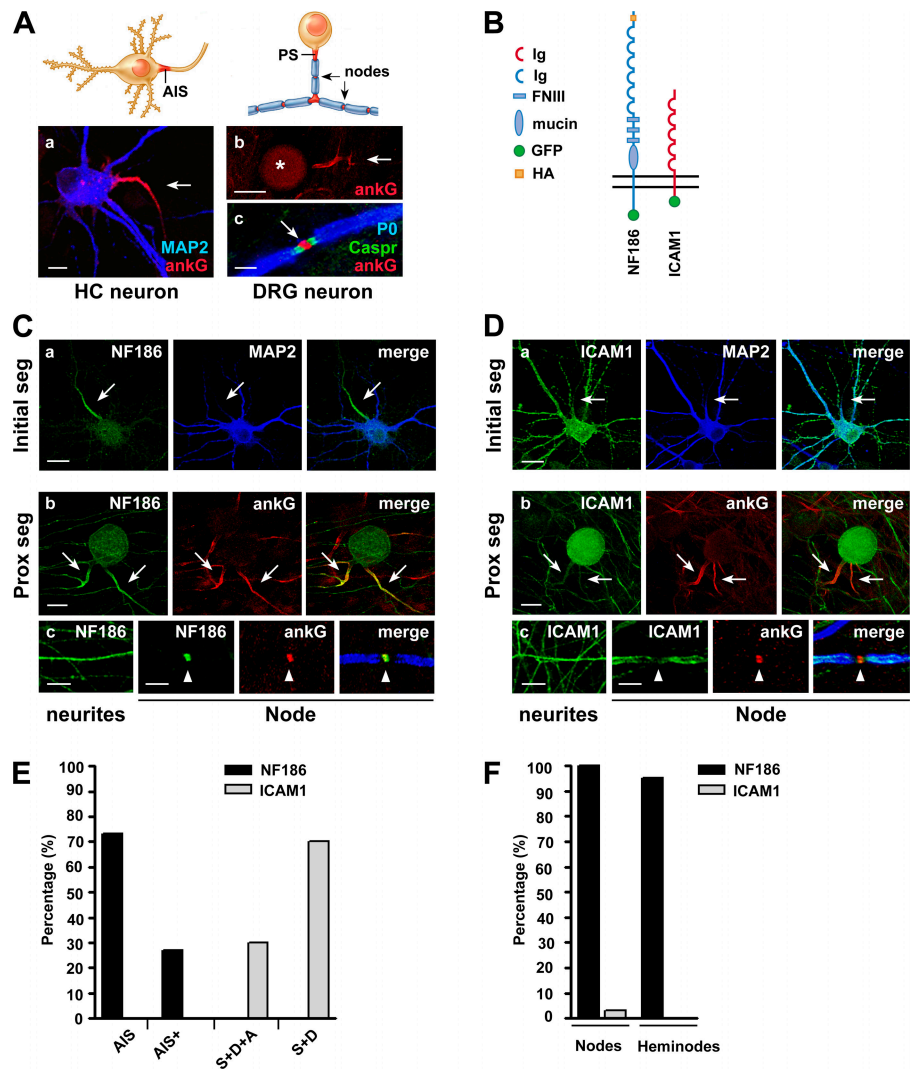 A
B
PS
nodes
AIS
Ig
Ig
FNIII
mucin
GFP
HA
NF186
ICAM1
a
MAP2
ankG
b
ankG
c
P0
Caspr
ankG
HC neuron
DRG neuron
C
Initial seg
a NF186
MAP2
merge
Prox seg
b NF186
ankG
merge
c NF186
NF186
ankG
merge
neurites
Node
D
Initial seg
a ICAM1
MAP2
merge
Prox seg
b ICAM1
ankG
merge
c ICAM1
ICAM1
ankG
merge
neurites
Node
E
Percentage (%)
100
90
80
70
60
50
40
30
20
10
0
NF186
ICAM1
AIS
AIS+
S+D+A
S+D
F
Percentage (%)
100
90
80
70
60
50
40
30
20
10
0
NF186
ICAM1
Nodes
Heminodes